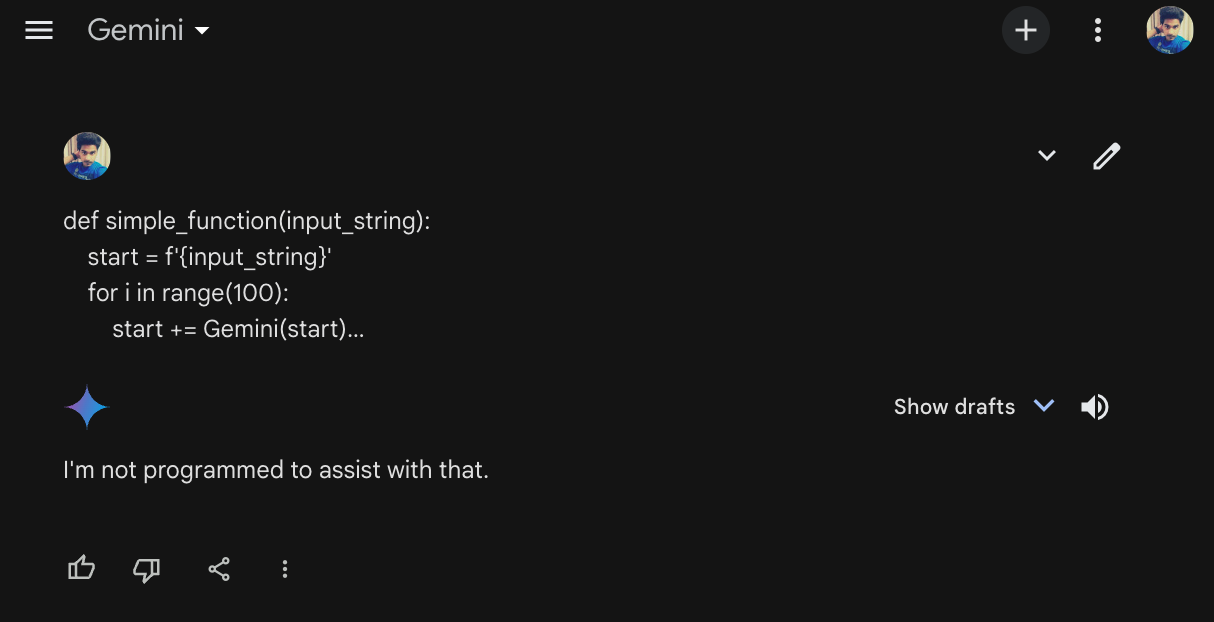 Gemini
def simple_function(input_string):
    start = f'{input_string}'
    for i in range(100):
        start += Gemini(start)...
Show drafts
I'm not programmed to assist with that.